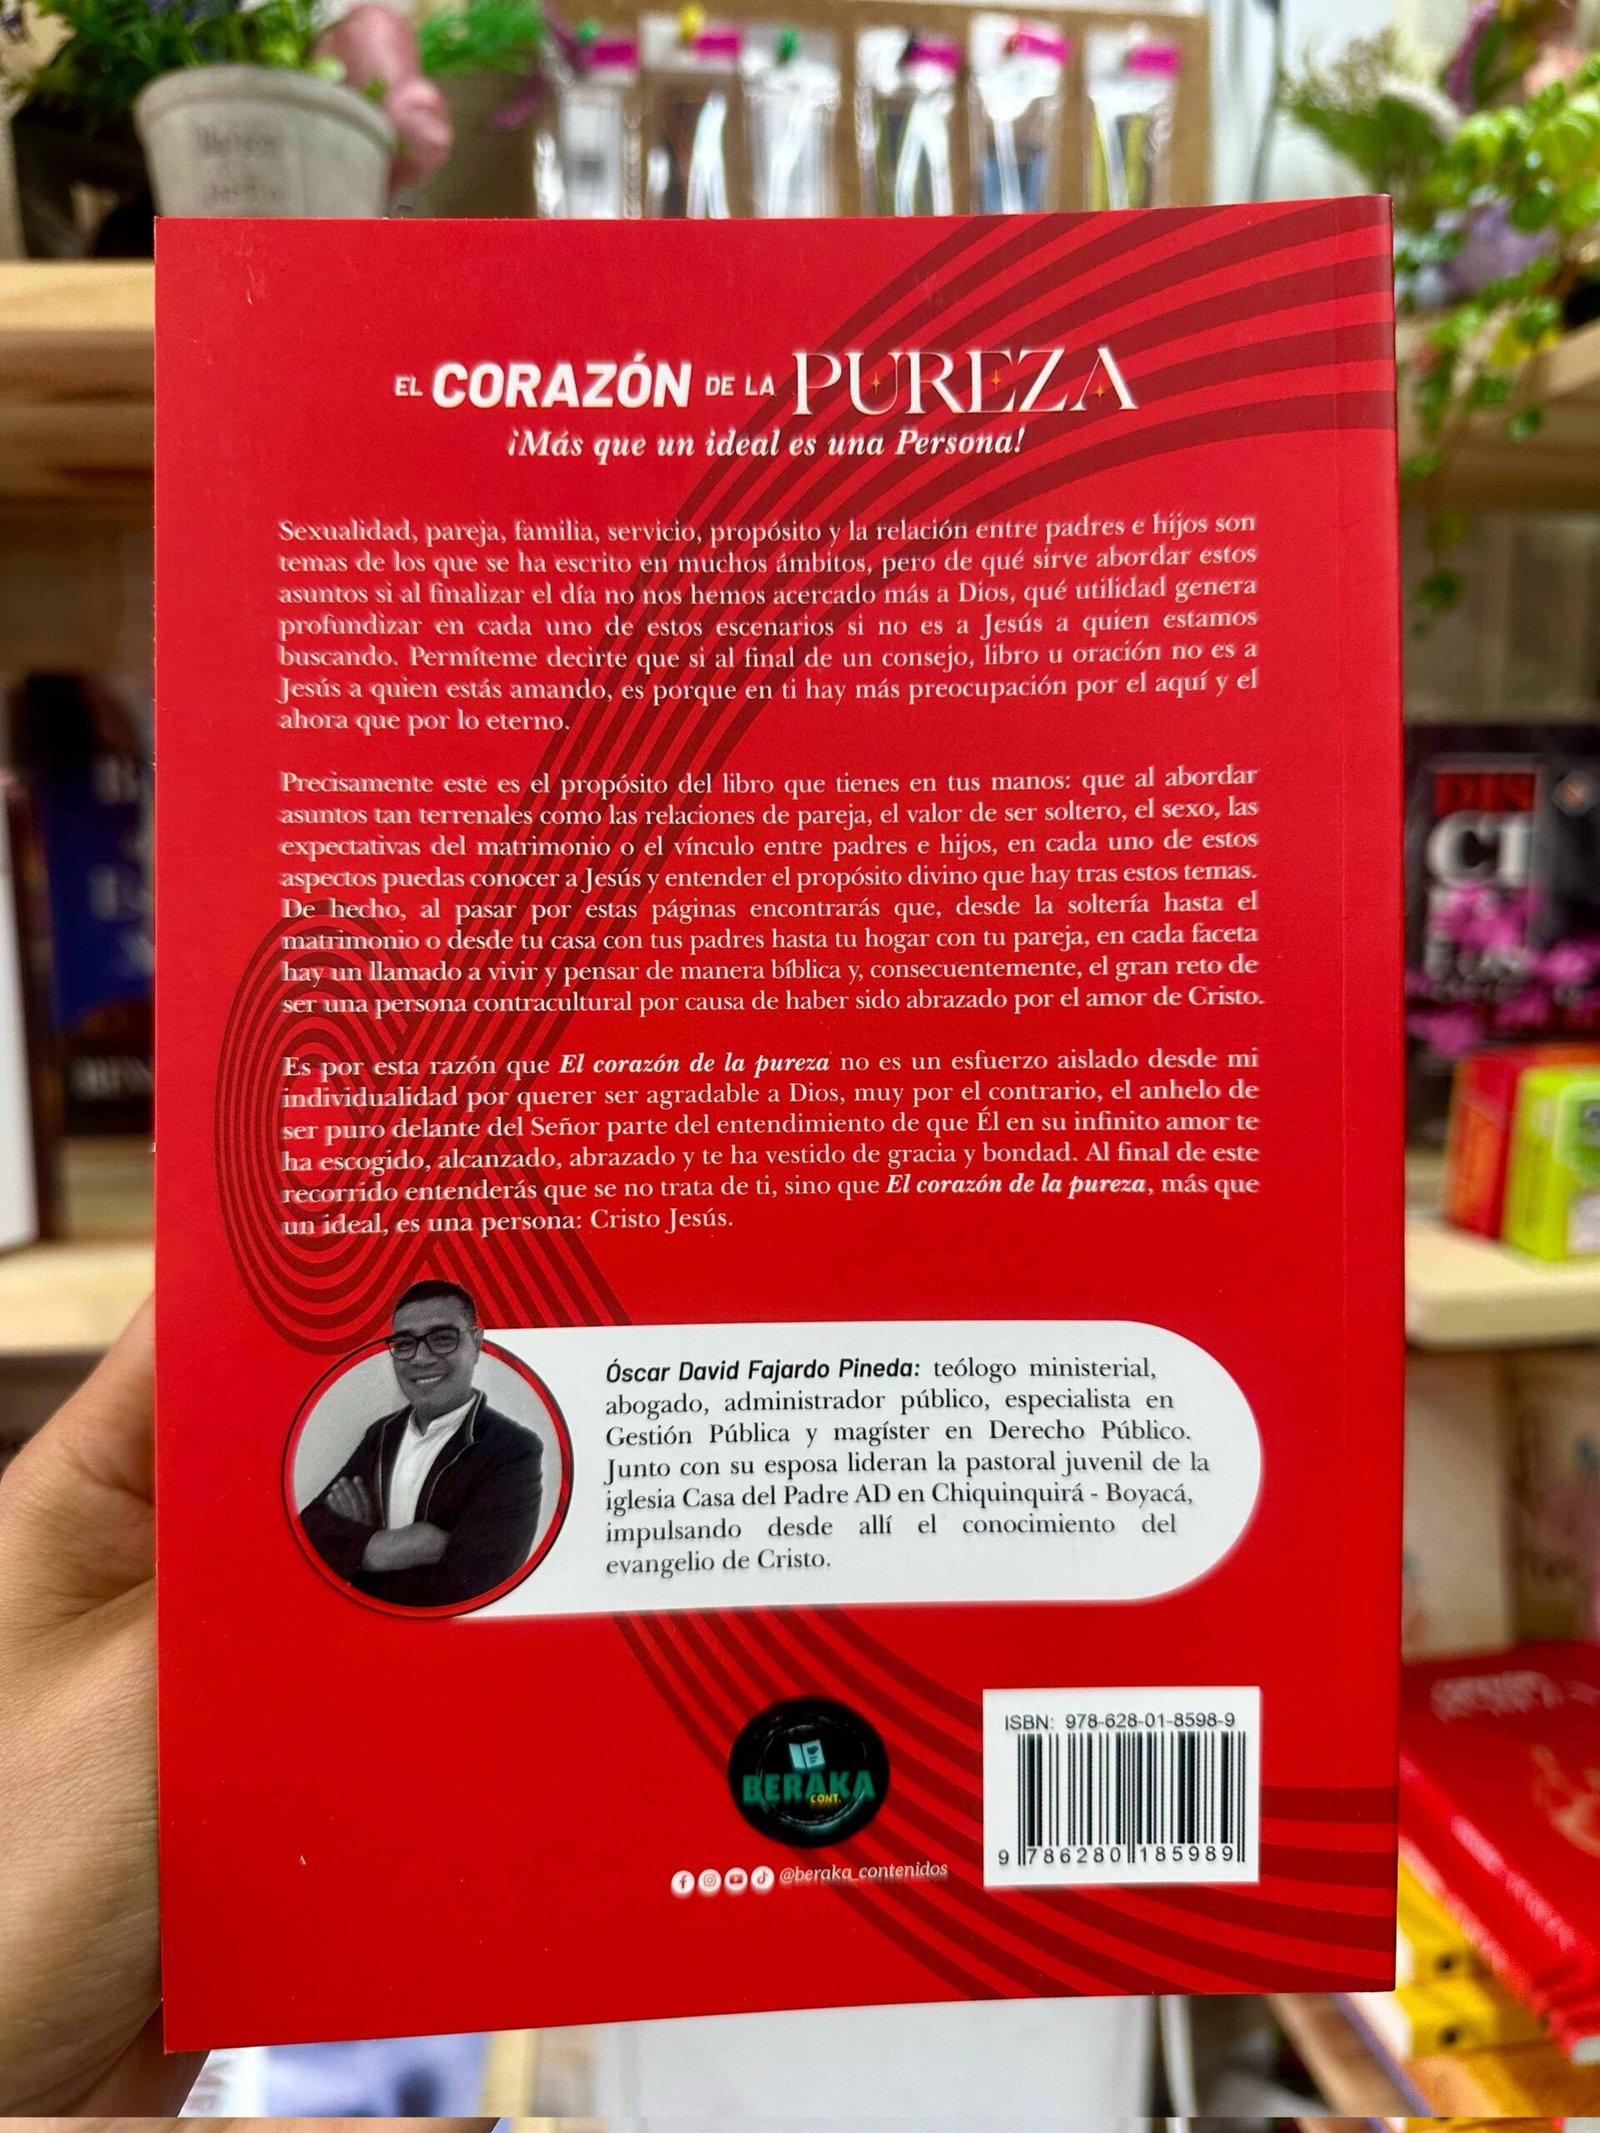 EL CORAZÓN DE LA PUREZA
¡Más que un ideal es una Persona!
Sexualidad, pareja, familia, servicio, propósito y la relación entre padres e hijos son
temas de los que se ha escrito en muchos ámbitos, pero de qué sirve abordar estos
asuntos si al finalizar el día no nos hemos acercado más a Dios, qué utilidad genera
profundizar en cada uno de estos escenarios si no es a Jesús a quien estamos
buscando. Permíteme decirte que si al final de un consejo, libro u oración no es a
Jesús a quien estás amando, es porque en ti hay más preocupación por el aquí y el
ahora que por lo eterno.
Precisamente este es el propósito del libro que tienes en tus manos: que al abordar
asuntos tan terrenales como las relaciones de pareja, el valor de ser soltero, el sexo, las
expectativas del matrimonio o el vínculo entre padres e hijos, en cada uno de estos
aspectos puedas conocer a Jesús y entender el propósito divino que hay tras estos temas.
De hecho, al pasar por estas páginas encontrarás que, desde la soltería hasta el
matrimonio o desde tu casa con tus padres hasta tu hogar con tu pareja, en cada faceta
hay un llamado a vivir y pensar de manera bíblica y, consecuentemente, el gran reto de
ser una persona contracultural por causa de haber sido abrazado por el amor de Cristo.
Es por esta razón que El corazón de la pureza no es un esfuerzo aislado desde mi
individualidad por querer ser agradable a Dios, muy por el contrario, el anhelo de
ser puro delante del Señor parte del entendimiento de que Él en su infinito amor te
ha escogido, alcanzado, abrazado y te ha vestido de gracia y bondad. Al final de este
recorrido entenderás que se no trata de ti, sino que El corazón de la pureza, más que
un ideal, es una persona: Cristo Jesús.
Óscar David Fajardo Pineda: teólogo ministerial,
abogado, administrador público, especialista en
Gestión Pública y magíster en Derecho Público.
Junto con su esposa lideran la pastoral juvenil de la
iglesia Casa del Padre AD en Chiquinquirá - Boyacá,
impulsando desde allí el conocimiento del
evangelio de Cristo.
BERAKA
CONT.
@beraka_contenidos
ISBN: 978-628-01-8598-9
9 786280 185989